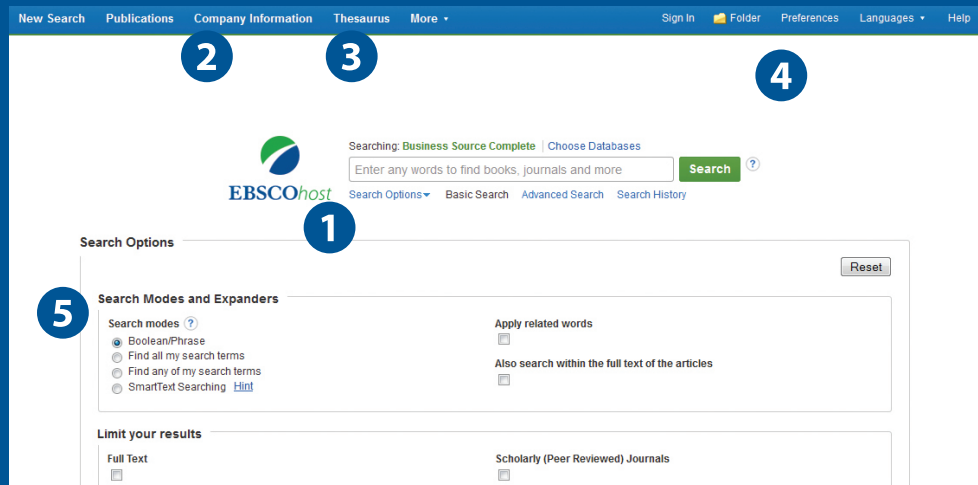 New Search Publications Company Information Thesaurus More Sign In Folder Preferences Languages Help
2 3 4
Searching: Business Source Complete | Choose Databases
Enter any words to find books, journals and more Search ?
EBSCOhost Search Options Basic Search Advanced Search Search History
1
Search Options
Reset
5 Search Modes and Expanders
Search modes ? Apply related words
Boolean/Phrase
Find all my search terms Also search within the full text of the articles
Find any of my search terms
SmartText Searching Hint
Limit your results
Full Text Scholarly (Peer Reviewed) Journals